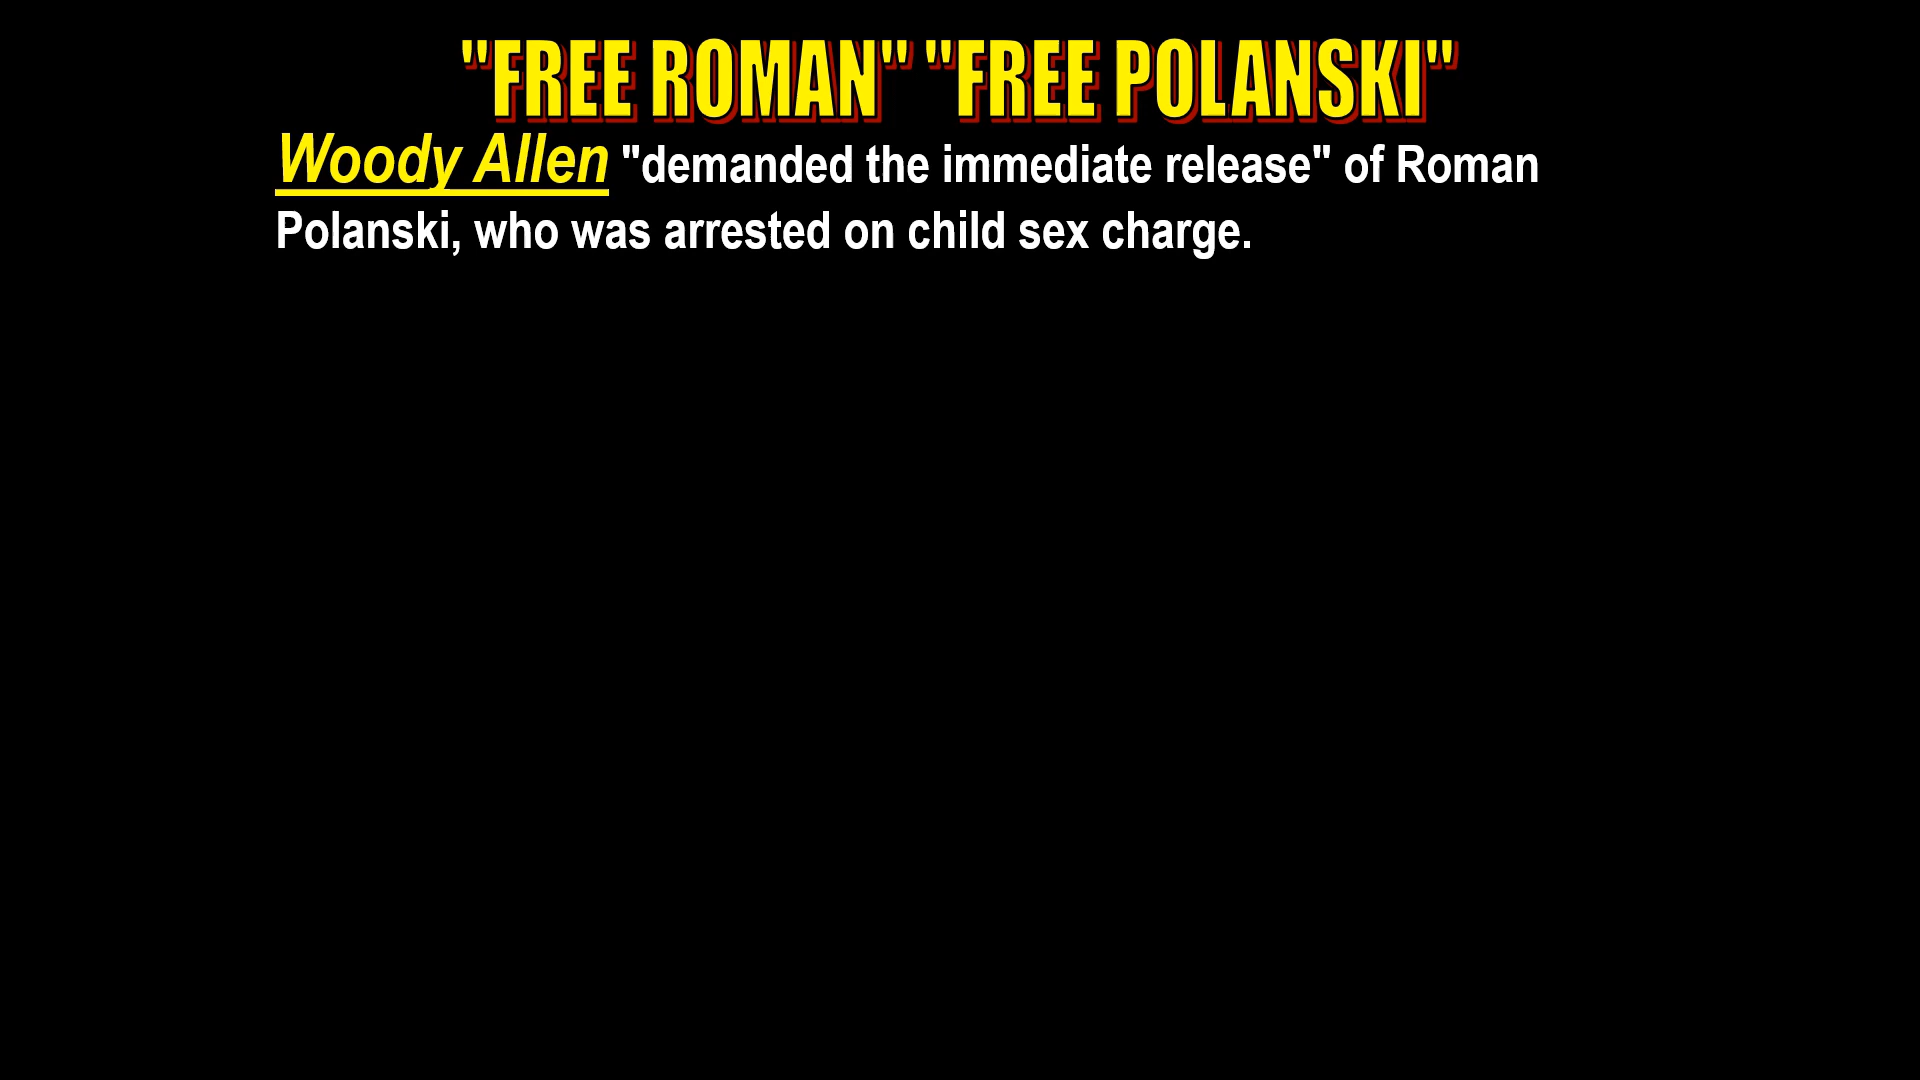 "FREE ROMAN" "FREE POLANSKI"
Woody Allen "demanded the immediate release" of Roman
Polanski, who was arrested on child sex charge.